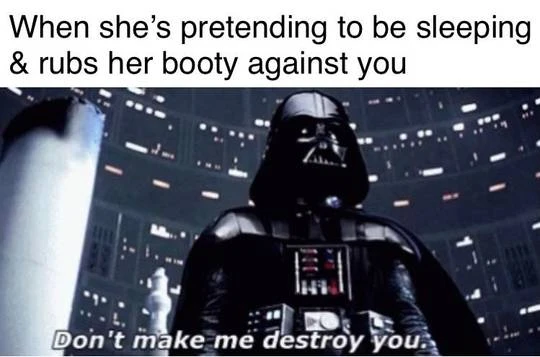 When she’s pretending to be sleeping
& rubs her booty against you
Don't make me destroy you.